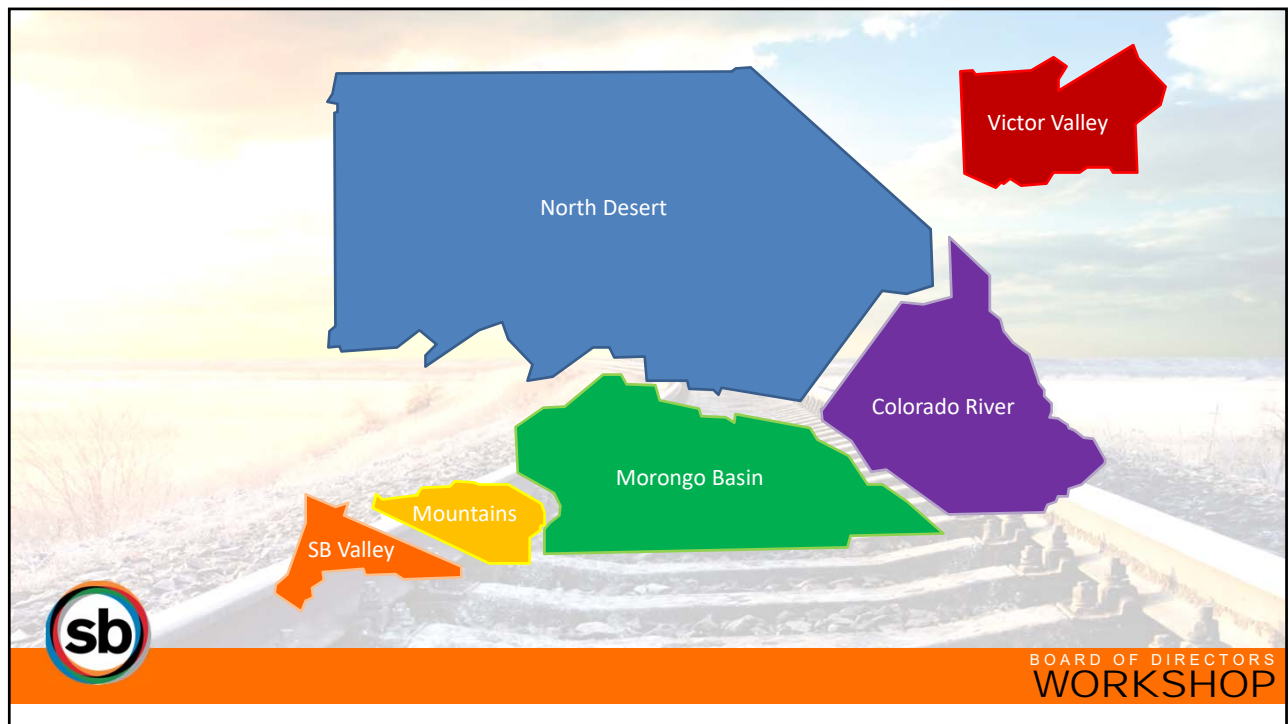 Victor Valley
North Desert
Colorado River
Morongo Basin
Mountains
SB Valley
sb
BOARD OF DIRECTORS
WORKSHOP